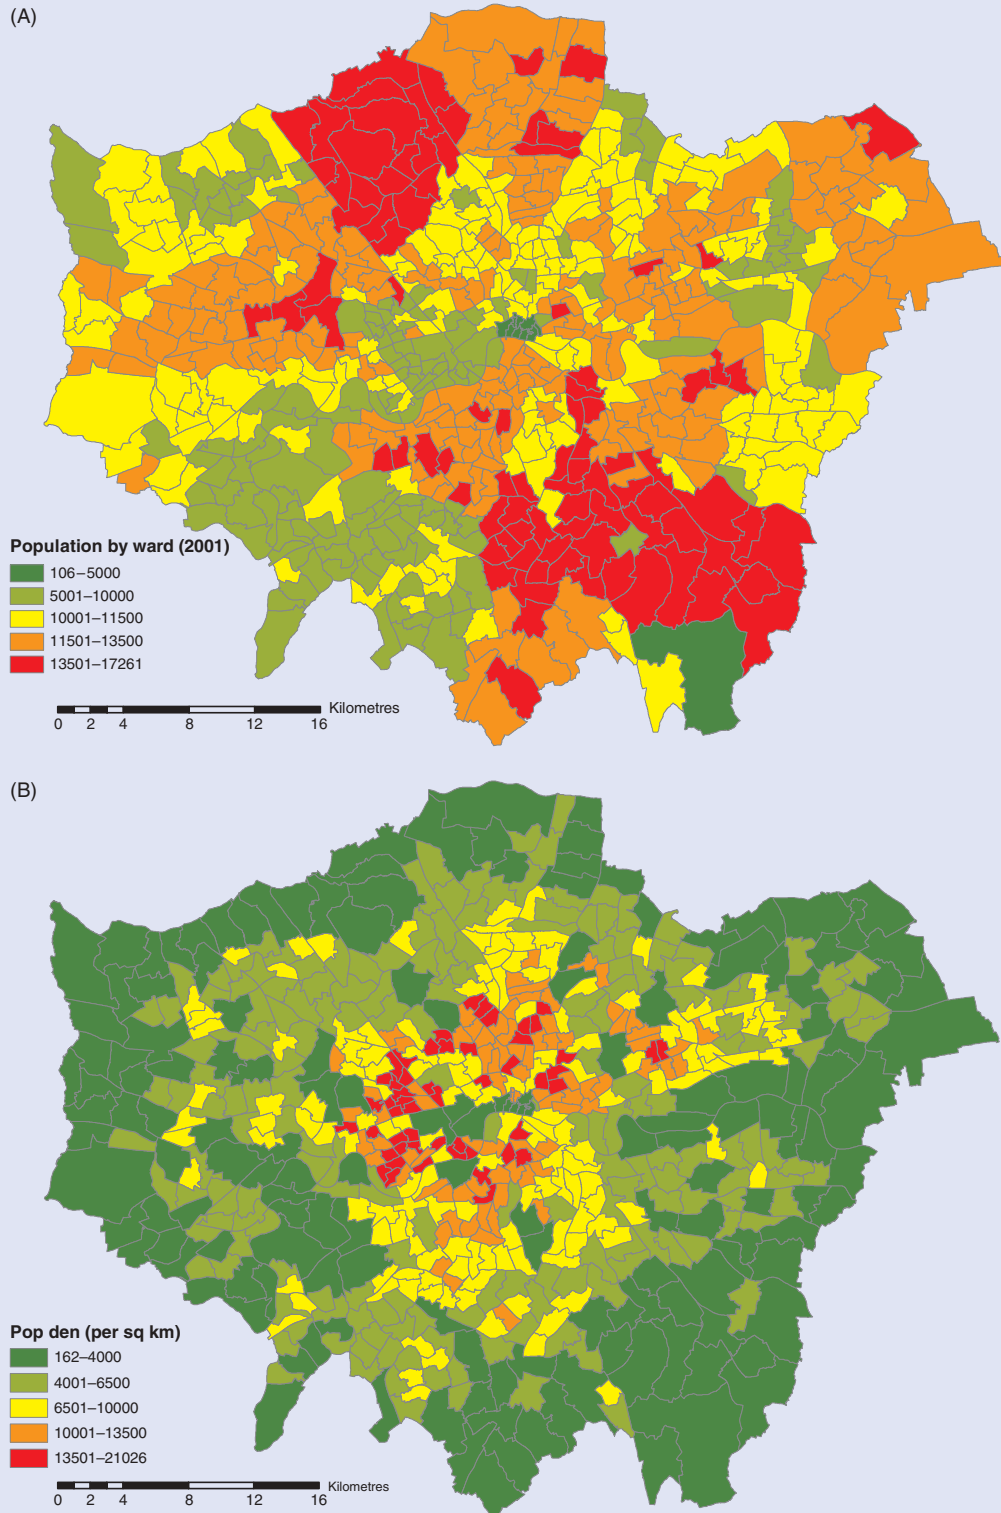 (A)
Population by ward (2001)
106–5000
5001–10000
10001–11500
11501–13500
13501–17261
Kilometres
0 2 4 8 12 16
(B)
Pop den (per sq km)
162–4000
4001–6500
6501–10000
10001–13500
13501–21026
Kilometres
0 2 4 8 12 16